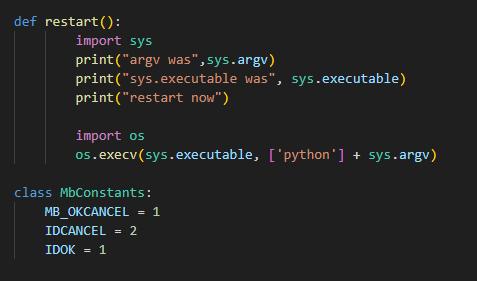 def restart():
        import sys
        print("argv was",sys.argv)
        print("sys.executable was", sys.executable)
        print("restart now")

        import os
        os.execv(sys.executable, ['python'] + sys.argv)

class MbConstants:
    MB_OKCANCEL = 1
    IDCANCEL = 2
    IDOK = 1